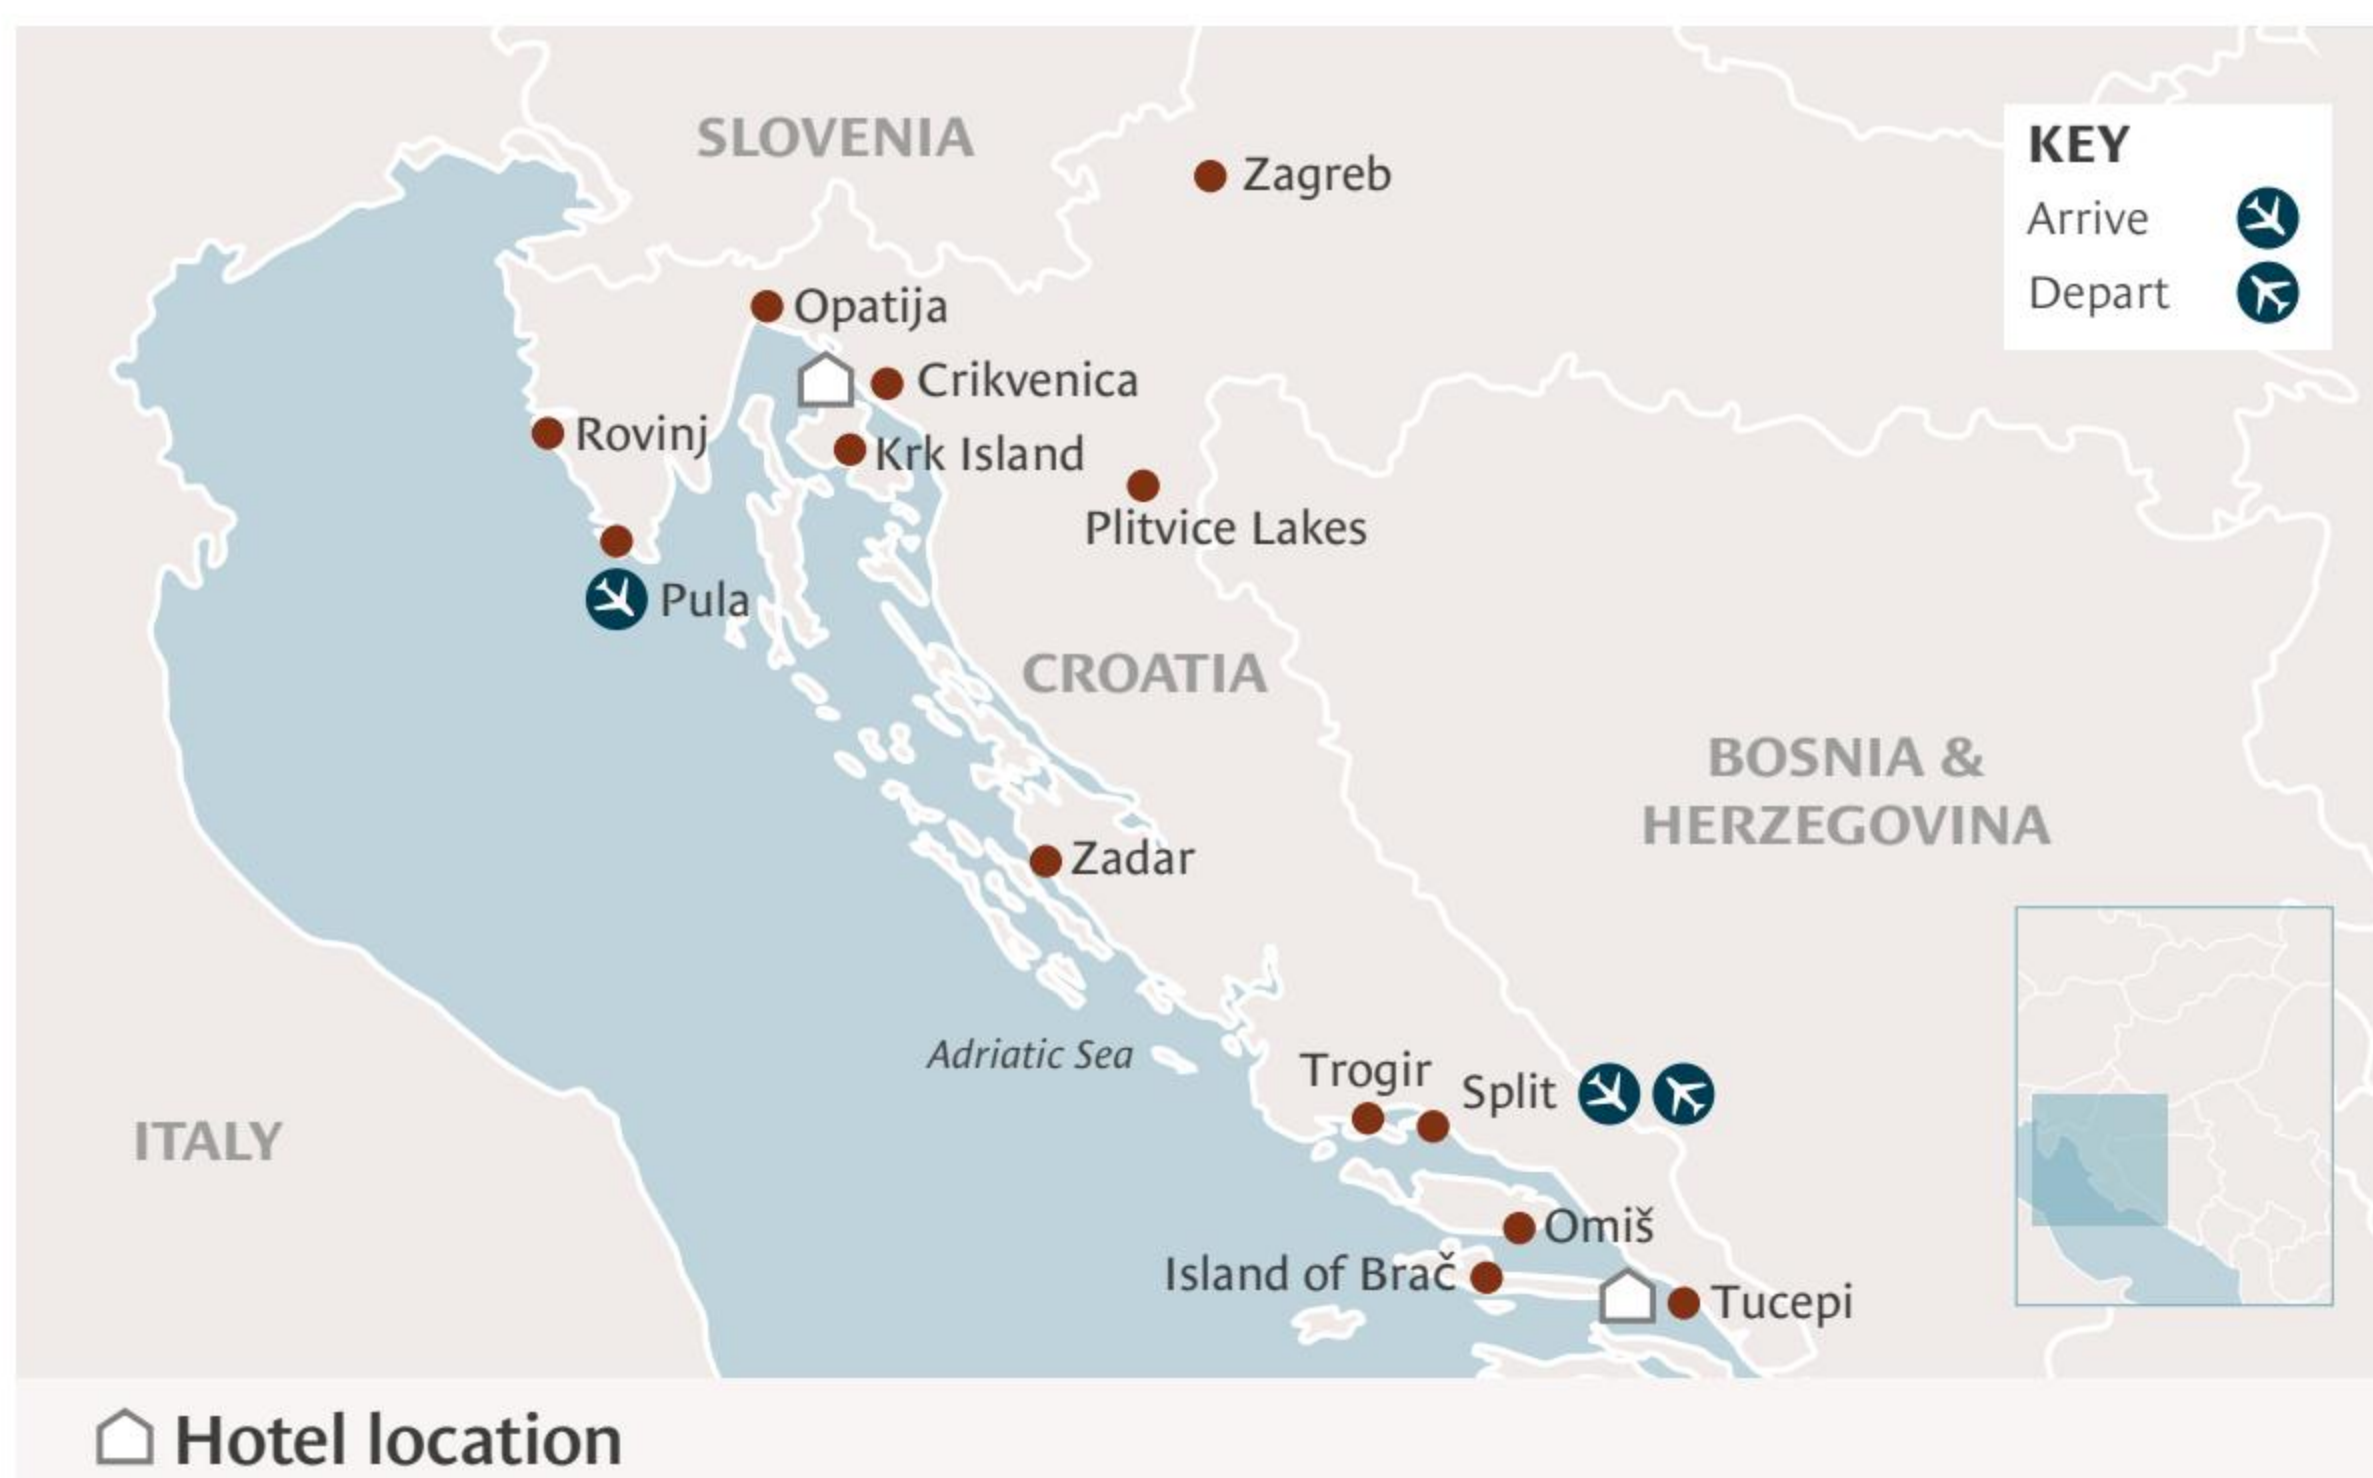 SLOVENIA
Zagreb
KEY
Arrive
Depart
Opatija
Crikvenica
Rovinj
Krk Island
Plitvice Lakes
Pula
CROATIA
BOSNIA &
HERZEGOVINA
Zadar
Adriatic Sea
Trogir
Split
ITALY
Omiš
Island of Brač
Tucepi
Hotel location